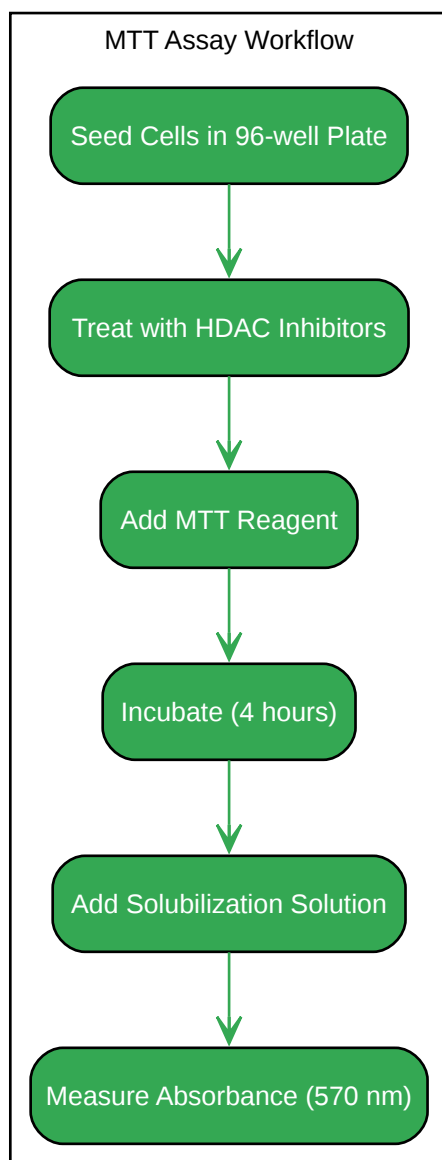 MTT Assay Workflow
Seed Cells in 96-well Plate
Treat with HDAC Inhibitors
Add MTT Reagent
Incubate (4 hours)
Add Solubilization Solution
Measure Absorbance (570 nm)